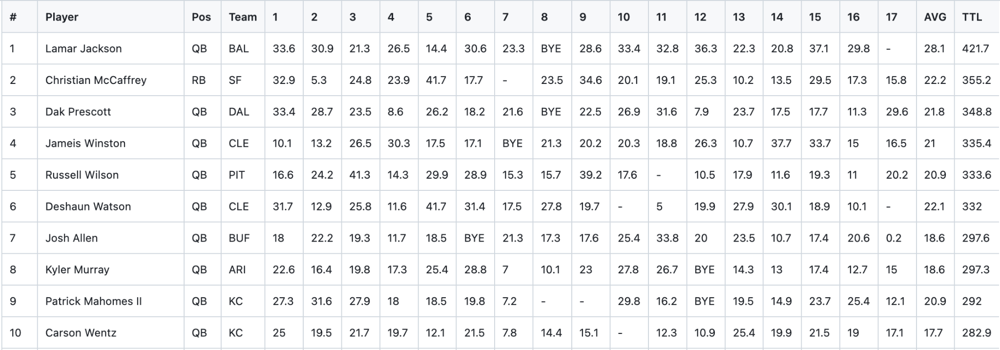 # Player Pos Team 1 2 3 4 5 6 7 8 9 10 11 12 13 14 15 16 17 AVG TTL
1 Lamar Jackson QB BAL 33.6 30.9 21.3 26.5 14.4 30.6 23.3 BYE 28.6 33.4 32.8 36.3 22.3 20.8 37.1 29.8 - 28.1 421.7
2 Christian McCaffrey RB SF 32.9 5.3 24.8 23.9 41.7 17.7 - 23.5 34.6 20.1 19.1 25.3 10.2 13.5 29.5 17.3 15.8 22.2 355.2
3 Dak Prescott QB DAL 33.4 28.7 23.5 8.6 26.2 18.2 21.6 BYE 22.5 26.9 31.6 7.9 23.7 17.5 17.7 11.3 29.6 21.8 348.8
4 Jameis Winston QB CLE 10.1 13.2 26.5 30.3 17.5 17.1 BYE 21.3 20.2 20.3 18.8 26.3 10.7 37.7 33.7 15 16.5 21 335.4
5 Russell Wilson QB PIT 16.6 24.2 41.3 14.3 29.9 28.9 15.3 15.7 39.2 17.6 - 10.5 17.9 11.6 19.3 11 20.2 20.9 333.6
6 Deshaun Watson QB CLE 31.7 12.9 25.8 11.6 41.7 31.4 17.5 27.8 19.7 - 5 19.9 27.9 30.1 18.9 10.1 - 22.1 332
7 Josh Allen QB BUF 18 22.2 19.3 11.7 18.5 BYE 21.3 17.3 17.6 25.4 33.8 20 23.5 10.7 17.4 20.6 0.2 18.6 297.6
8 Kyler Murray QB ARI 22.6 16.4 19.8 17.3 25.4 28.8 7 10.1 23 27.8 26.7 BYE 14.3 13 17.4 12.7 15 18.6 297.3
9 Patrick Mahomes II QB KC 27.3 31.6 27.9 18 18.5 19.8 7.2 - - 29.8 16.2 BYE 19.5 14.9 23.7 25.4 12.1 20.9 292
10 Carson Wentz QB KC 25 19.5 21.7 19.7 12.1 21.5 7.8 14.4 15.1 - 12.3 10.9 25.4 19.9 21.5 19 17.1 17.7 282.9